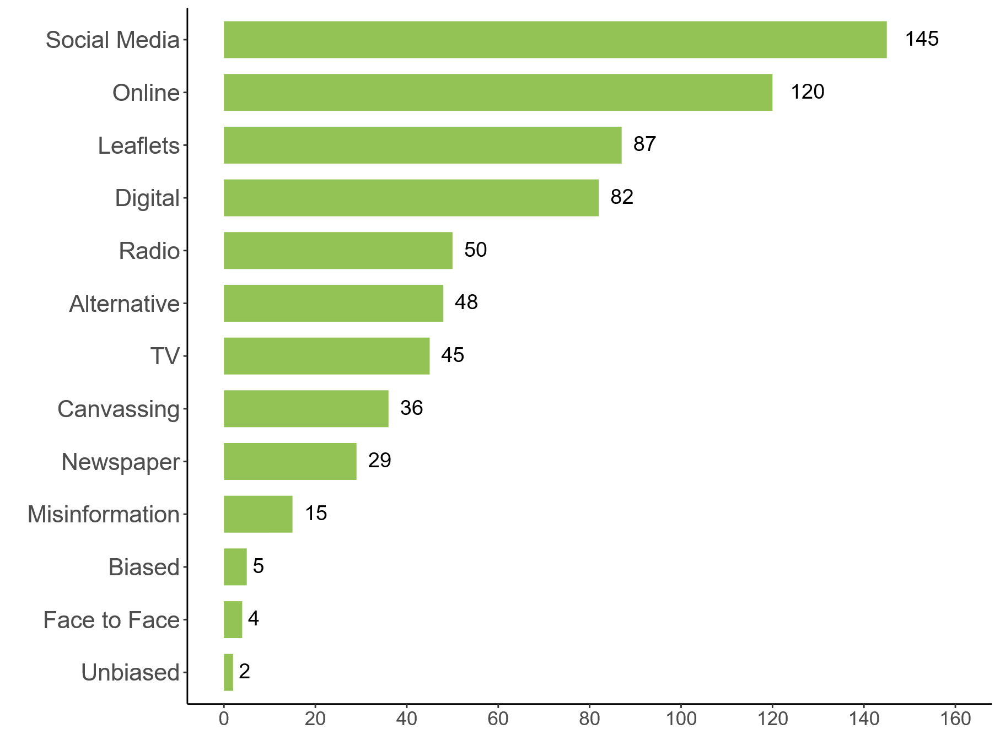 Social Media 145
Online 120
Leaflets 87
Digital 82
Radio 50
Alternative 48
TV 45
Canvassing 36
Newspaper 29
Misinformation 15
Biased 5
Face to Face 4
Unbiased 2
0 20 40 60 80 100 120 140 160